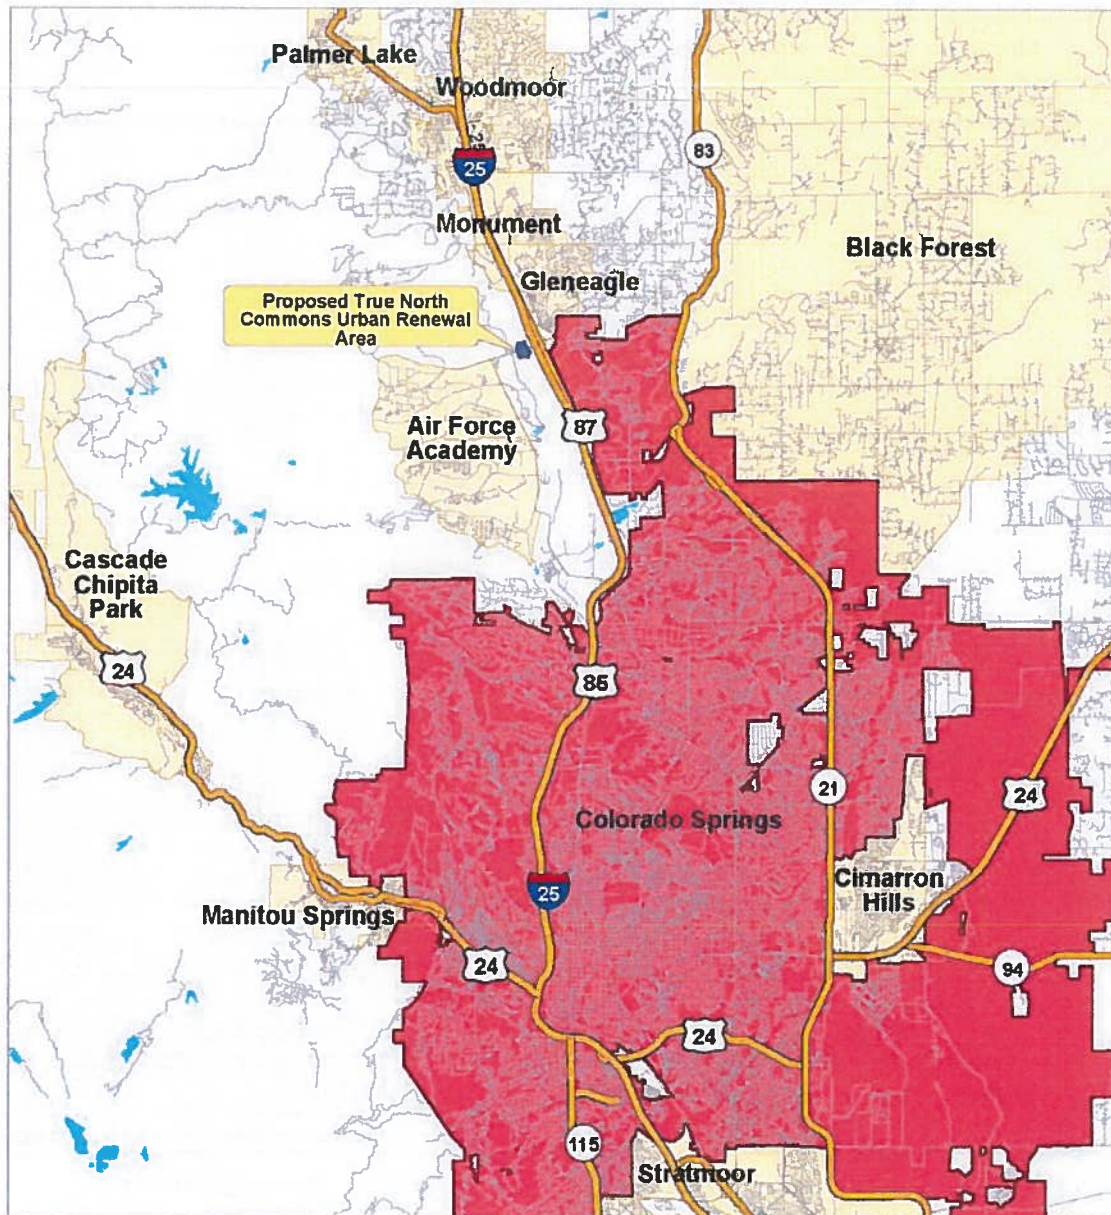 Palmer Lake
Woodmoor
25
83
Monument
Black Forest
Gleneagle
Proposed True North
Commons Urban Renewal
Area
Air Force
Academy
87
Cascade
Chipita
Park
24
85
21
24
Colorado Springs
25
Cimarron
Hills
Manitou Springs
24
94
24
115
Stratmoor